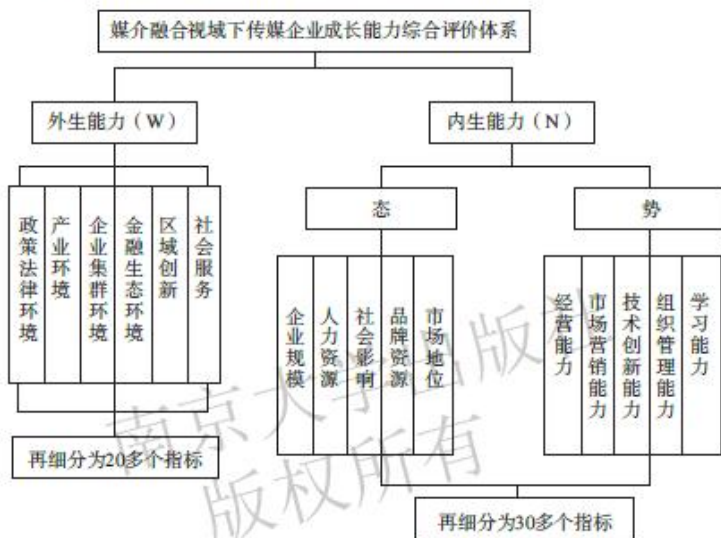 媒介融合视域下传媒企业成长能力综合评价体系
外生能力（W）
内生能力（N）
态
势
政策法律环境
产业环境
企业集群环境
金融生态环境
区域创新
社会服务
企业规模
人力资源
社会影响
品牌资源
市场地位
经营能力
市场营销能力
技术创新能力
组织管理能力
学习能力
再细分为20多个指标
再细分为30多个指标
南京大学出版社
版权所有